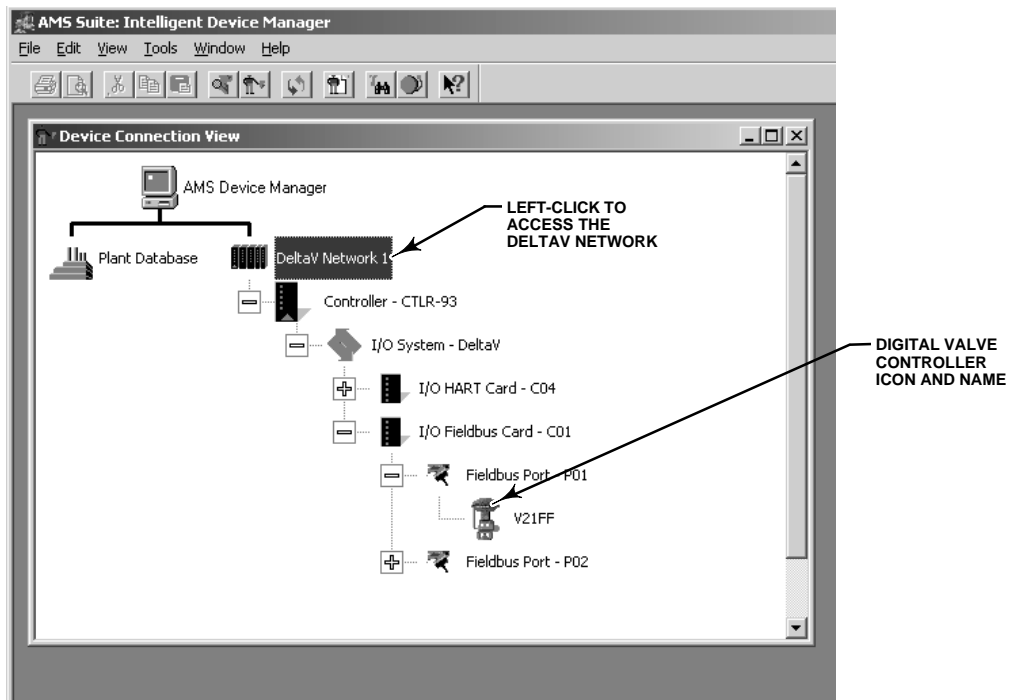 AMS Suite: Intelligent Device Manager
File Edit View Tools Window Help
Device Connection View
AMS Device Manager
LEFT-CLICK TO
ACCESS THE
DELTAV NETWORK
Plant Database
DeltaV Network 1
Controller - CTLR-93
I/O System - DeltaV
DIGITAL VALVE
CONTROLLER
ICON AND NAME
I/O HART Card - C04
I/O Fieldbus Card - C01
Fieldbus Port - P01
V21FF
Fieldbus Port - P02